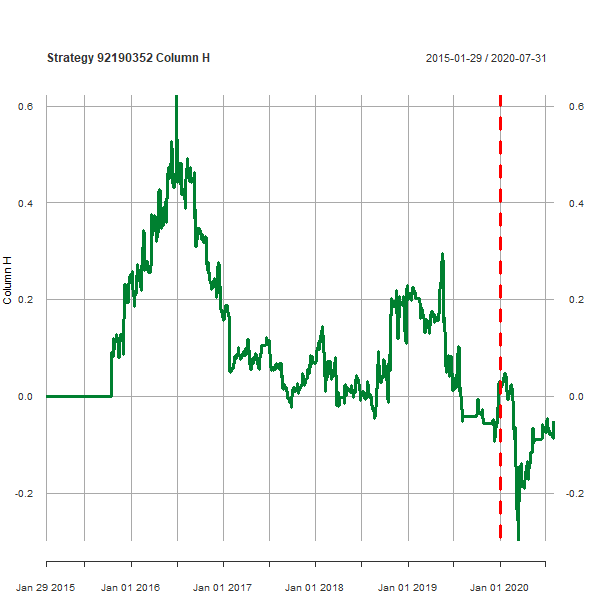 Strategy 92190352 Column H
2015-01-29 / 2020-07-31
0.6
0.6
0.4
0.4
Column H
0.2
0.2
0.0
0.0
-0.2
-0.2
Jan 29 2015
Jan 01 2016
Jan 01 2017
Jan 01 2018
Jan 01 2019
Jan 01 2020